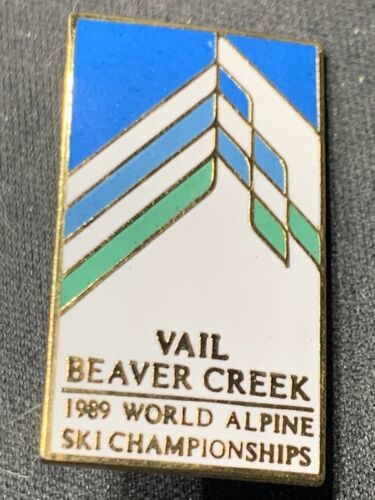 VAIL
BEAVER CREEK
1989 WORLD ALPINE
SKI CHAMPIONSHIPS